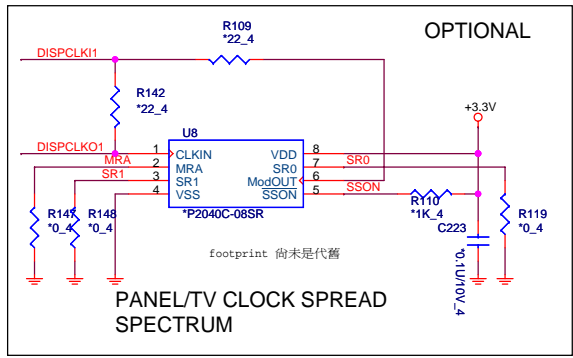 OPTIONAL
R109
*22_4
DISPCLKI1
R142
*22_4
+3.3V
DISPCLKO1
U8
1 CLKIN VDD 8
MRA 2 MRA SR0 7 SR0
SR1 3 SR1 ModOUT 6
4 VSS SSON 5 SSON
*P2040C-08SR
R110
*1K_4
R148
*0_4
*0_4
C223
*0.1U/10V_4
R119
*0_4
footprint 尚未是代舊
PANEL/TV CLOCK SPREAD
SPECTRUM